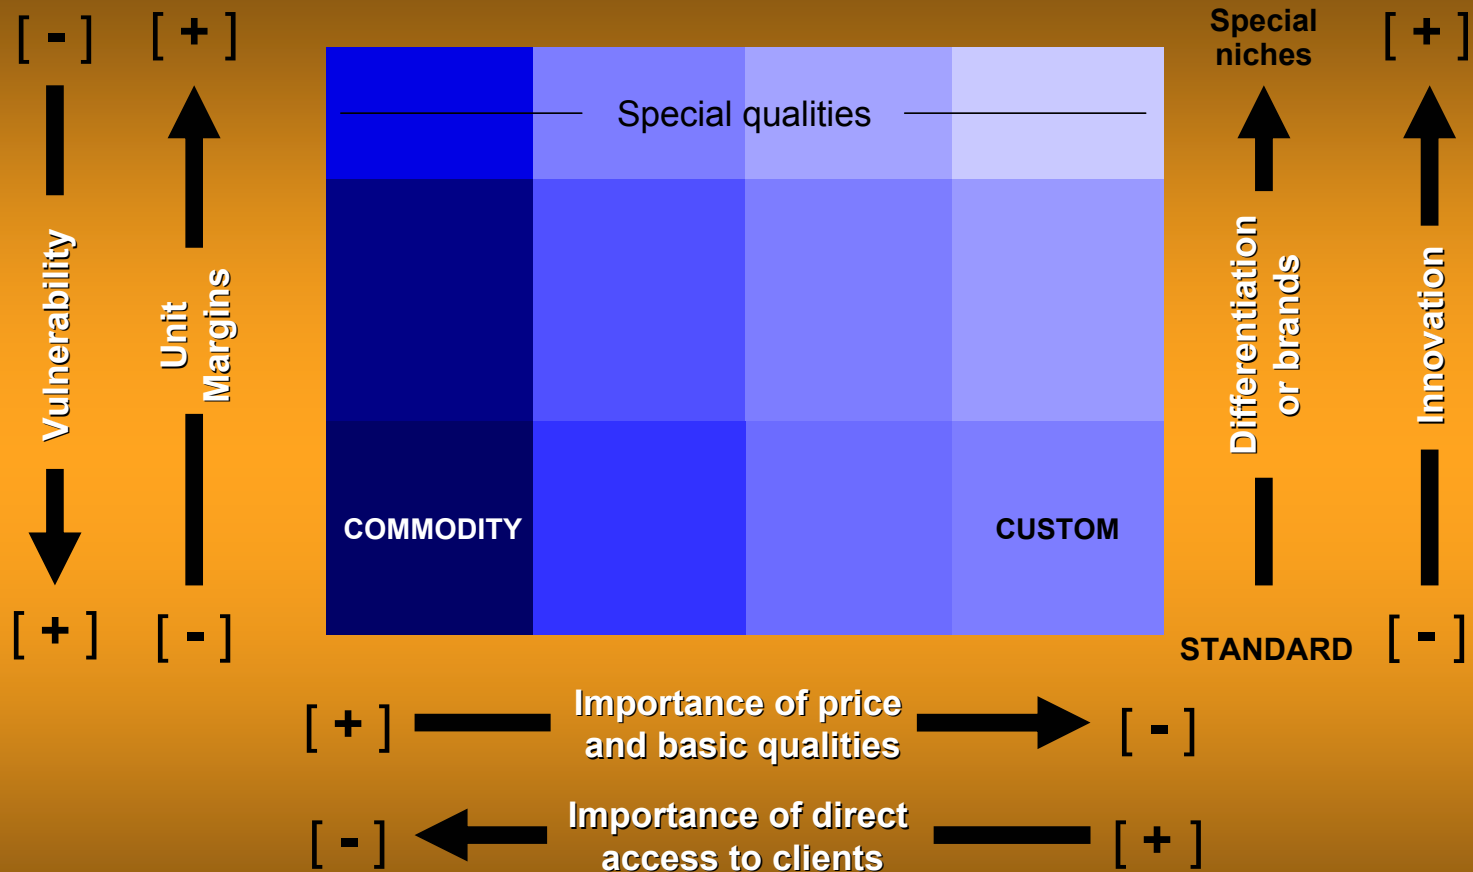 [ - ]
[ + ]
Special
niches
[ + ]
Special qualities
Vulnerability
Unit
Margins
Differentiation
or brands
Innovation
COMMODITY
CUSTOM
[ + ]
[ - ]
STANDARD
[ - ]
[ + ]
Importance of price
and basic qualities
[ - ]
[ - ]
Importance of direct
access to clients
[ + ]